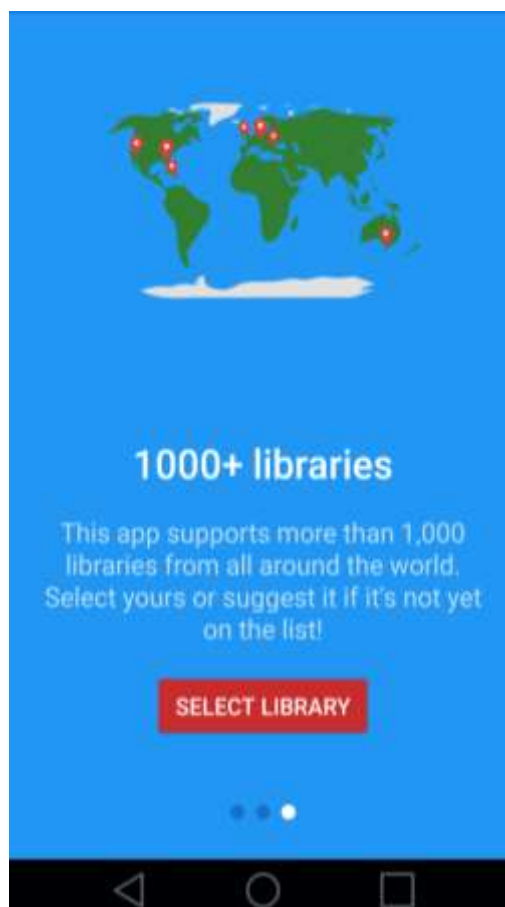 1000+ libraries
This app supports more than 1,000
libraries from all around the world.
Select yours or suggest it if it's not yet
on the list!
SELECT LIBRARY